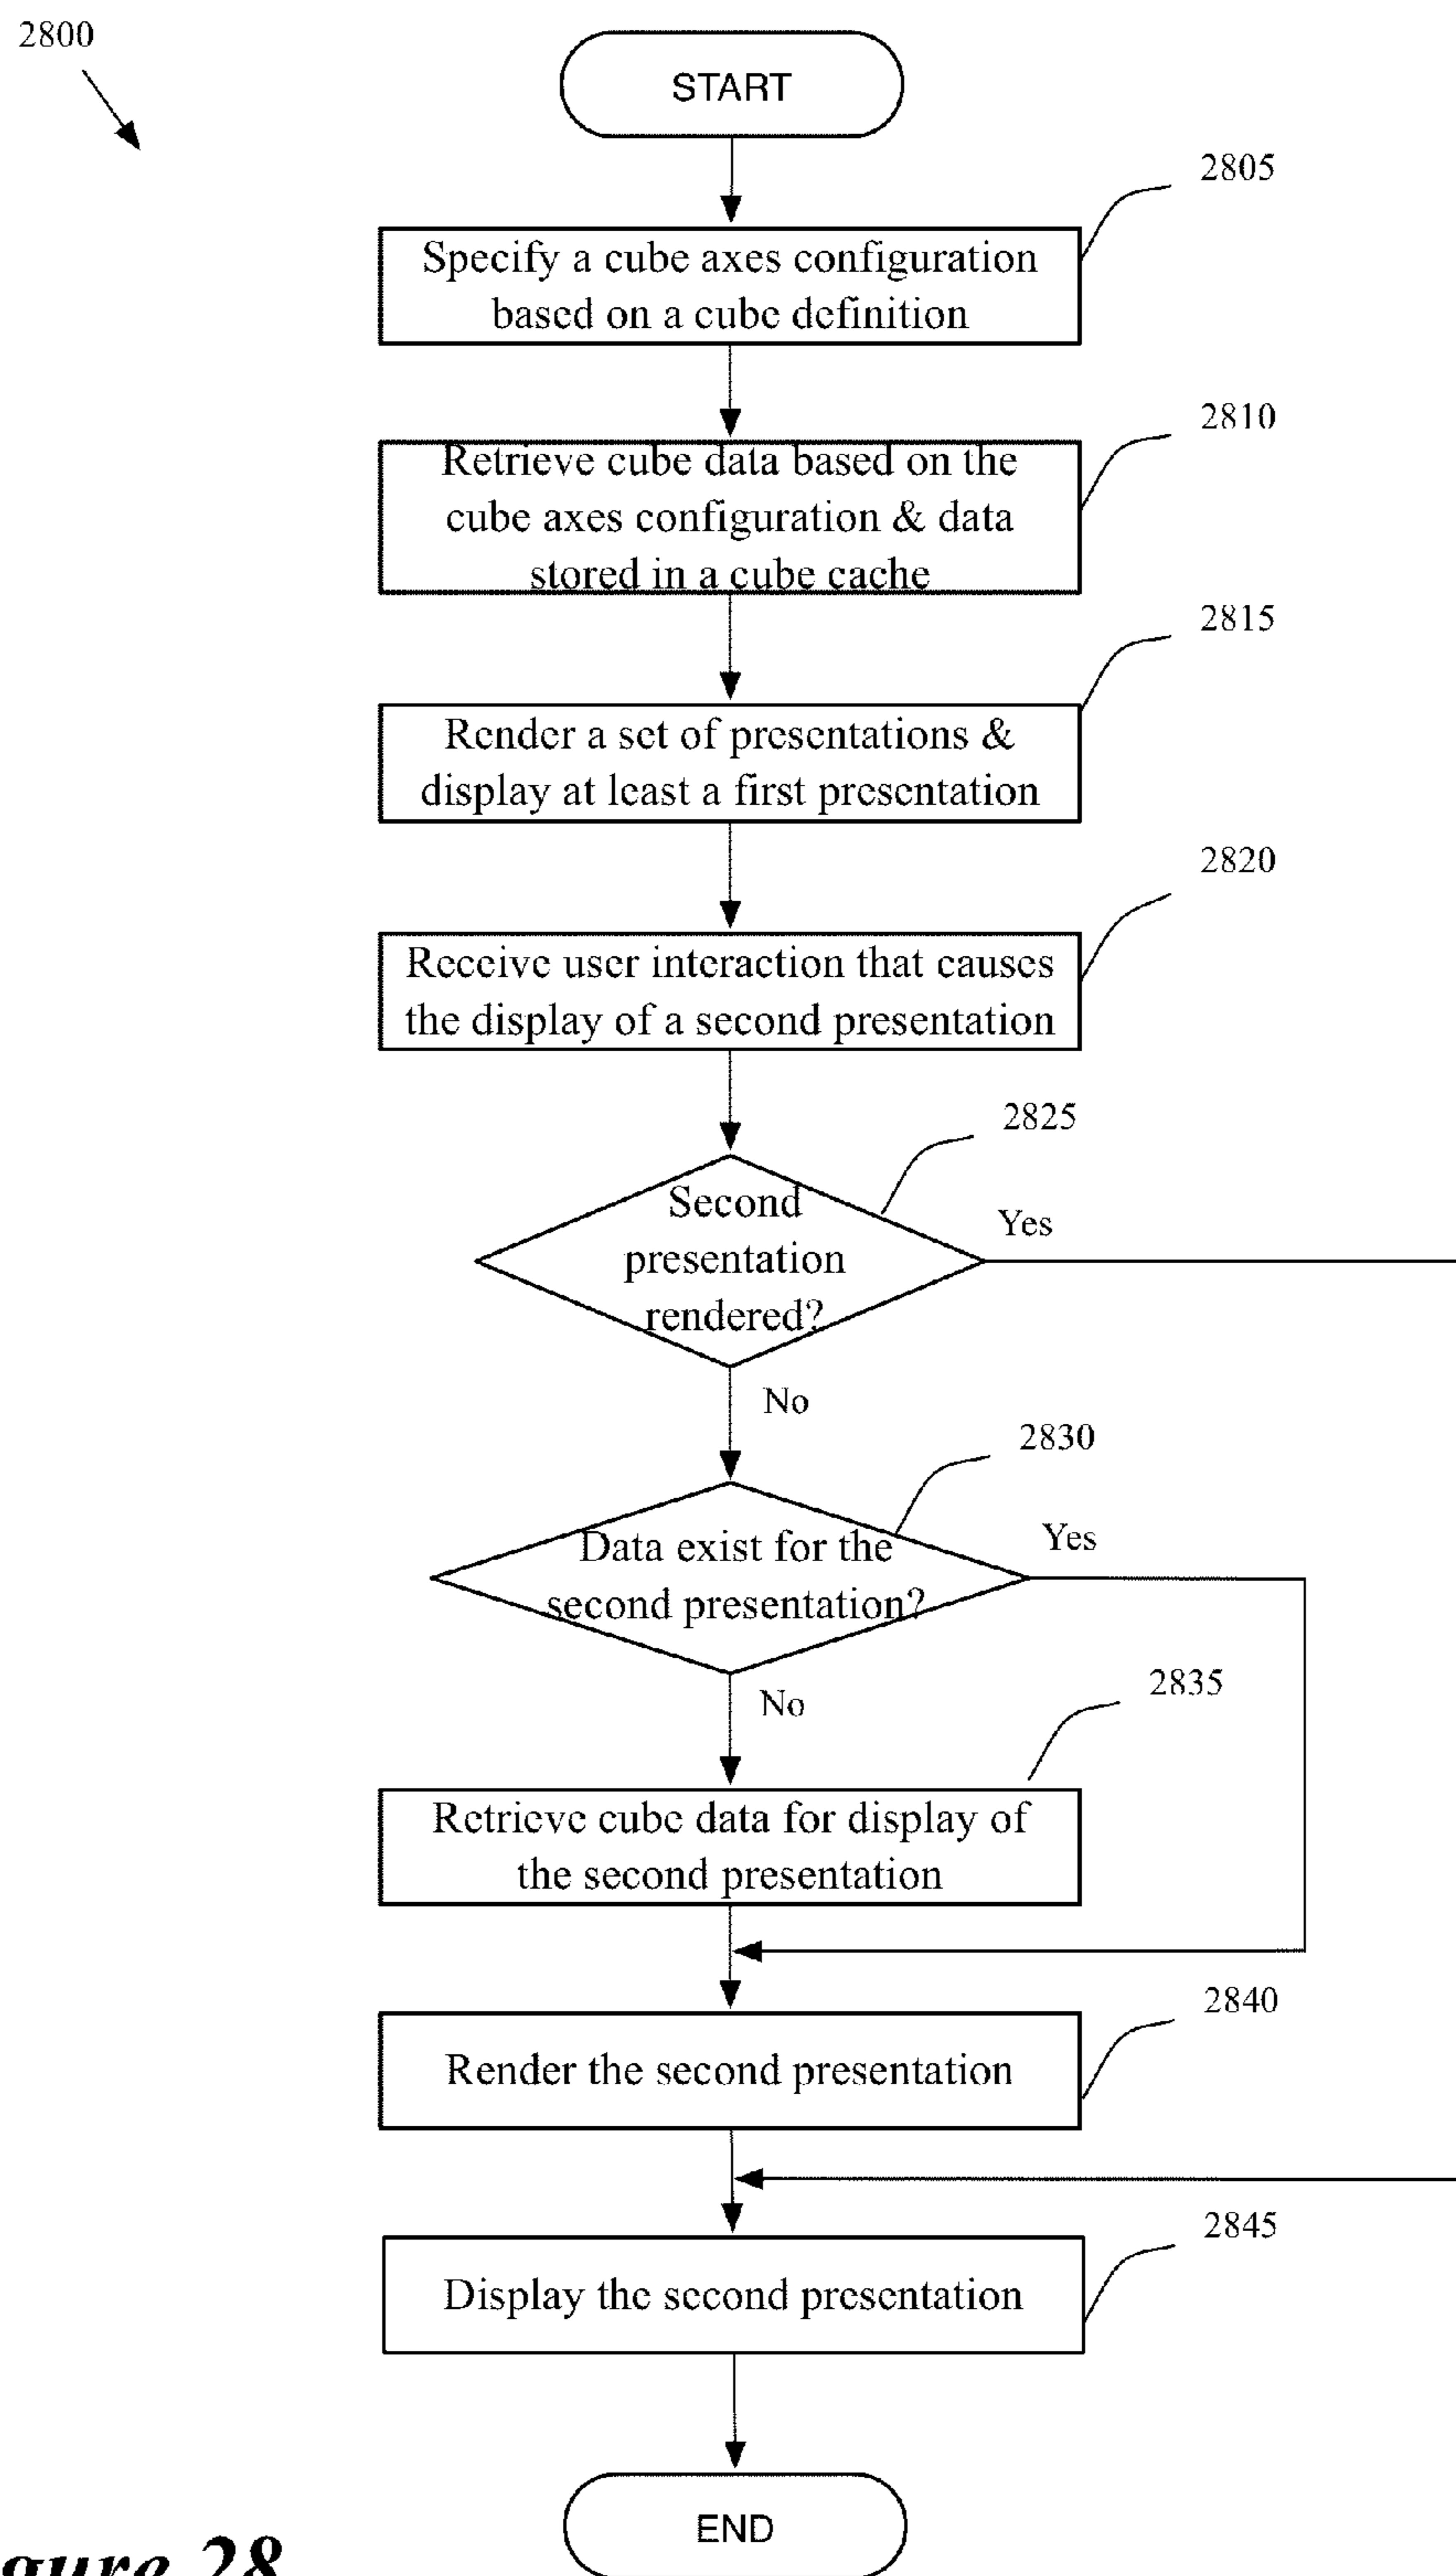 2800
START
2805
Specify a cube axes configuration
based on a cube definition
2810
Retrieve cube data based on the
cube axes configuration & data
stored in a cube cache
2815
Render a set of presentations &
display at least a first presentation
2820
Receive user interaction that causes
the display of a second presentation
2825
Second
presentation
rendered?
Yes
No
2830
Data exist for the
second presentation?
Yes
No
2835
Retrieve cube data for display of
the second presentation
2840
Render the second presentation
2845
Display the second presentation
END
gure 28